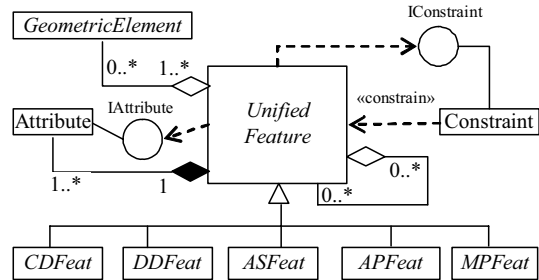 IConstraint
GeometricElement
0..*
1..*
IAttribute
Unified
Feature
«constrain»
Attribute
Constraint
1..*
1
0..*
0..*
CDFeat
DDFeat
ASFeat
APFeat
MPFeat